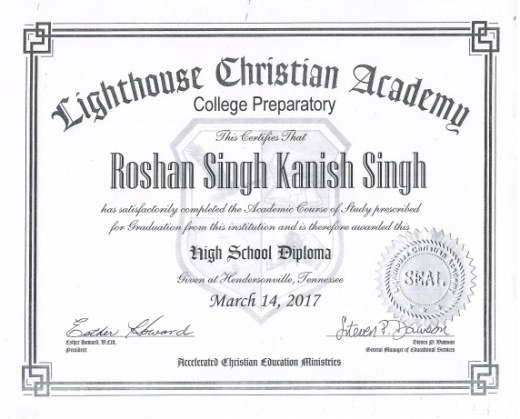 Lighthouse Christian Academy
College Preparatory
This Certifies That
Roshan Singh Kanish Singh
has satisfactorily completed the Academic Course of Study prescribed
for Graduation from this institution and is therefore awarded this
High School Diploma
Given at Hendersonville, Tennessee
March 14, 2017
Lighthouse Christian Academy
SEAL
Esther Howard
Steven P. Dawson
Esther Howard, B.Ed.
President
Steven P. Dawson
General Manager of Educational Services
Accelerated Christian Education Ministries